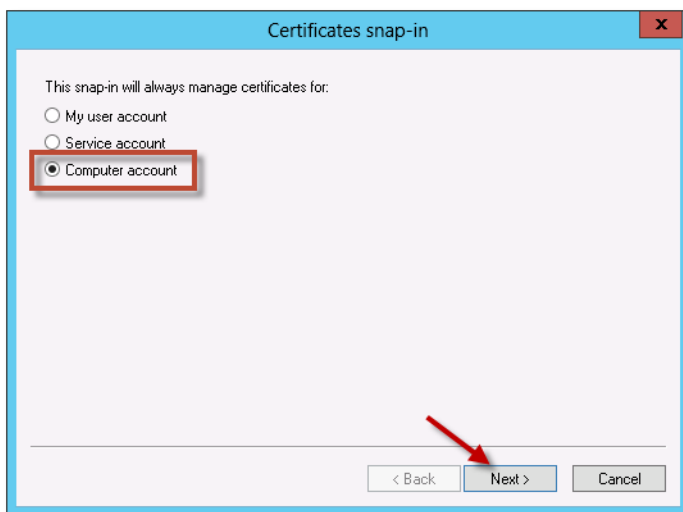 Certificates snap-in
x
This snap-in will always manage certificates for:
My user account
Service account
Computer account
< Back Next > Cancel